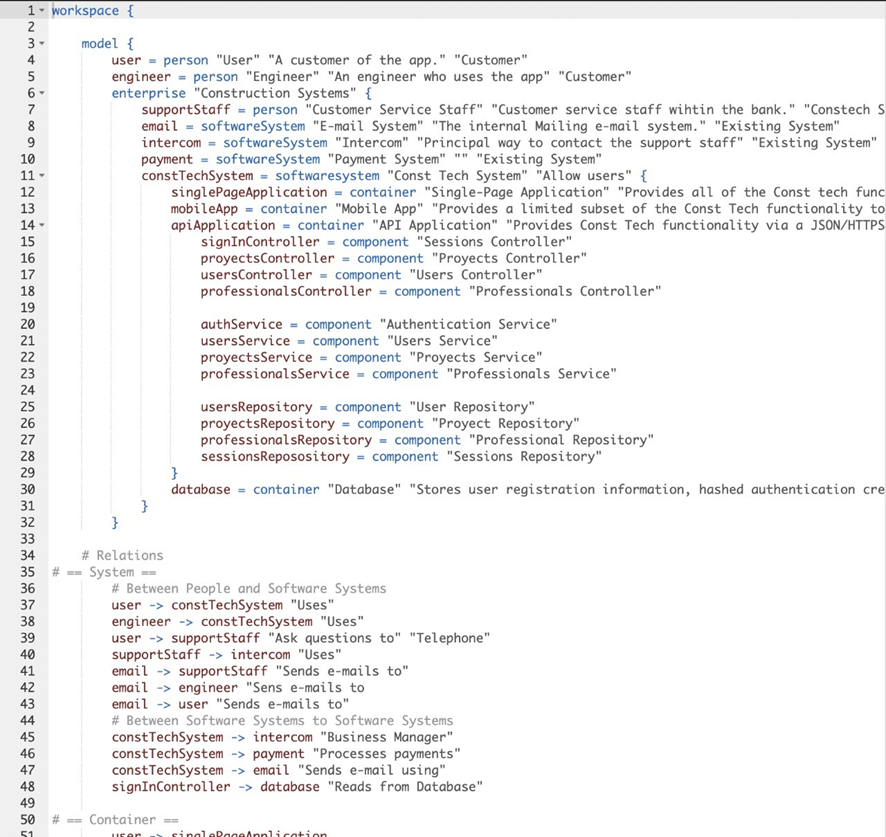 1 workspace {
2
3 model {
4 user = person "User" "A customer of the app." "Customer"
5 engineer = person "Engineer" "An engineer who uses the app" "Customer"
6 enterprise "Construction Systems" {
7 supportStaff = person "Customer Service Staff" "Customer service staff wihtin the bank." "Constech S
8 email = softwareSystem "E-mail System" "The internal Mailing e-mail system." "Existing System"
9 intercom = softwareSystem "Intercom" "Principal way to contact the support staff" "Existing System"
10 payment = softwareSystem "Payment System" "" "Existing System"
11 constTechSystem = softwaresystem "Const Tech System" "Allow users" {
12 singlePageApplication = container "Single-Page Application" "Provides all of the Const tech func
13 mobileApp = container "Mobile App" "Provides a limited subset of the Const Tech functionality to
14 apiApplication = container "API Application" "Provides Const Tech functionality via a JSON/HTTPS
15 signInController = component "Sessions Controller"
16 proyectsController = component "Proyects Controller"
17 usersController = component "Users Controller"
18 professionalsController = component "Professionals Controller"
19
20 authService = component "Authentication Service"
21 usersService = component "Users Service"
22 proyectsService = component "Proyects Service"
23 professionalsService = component "Professionals Service"
24
25 usersRepository = component "User Repository"
26 proyectsRepository = component "Proyect Repository"
27 professionalsRepository = component "Professional Repository"
28 sessionsReposository = component "Sessions Repository"
29 }
30 database = container "Database" "Stores user registration information, hashed authentication cre
31 }
32 }
33
34 # Relations
35 # == System ==
36 # Between People and Software Systems
37 user -> constTechSystem "Uses"
38 engineer -> constTechSystem "Uses"
39 user -> supportStaff "Ask questions to" "Telephone"
40 supportStaff -> intercom "Uses"
41 email -> supportStaff "Sends e-mails to"
42 email -> engineer "Sens e-mails to
43 email -> user "Sends e-mails to"
44 # Between Software Systems to Software Systems
45 constTechSystem -> intercom "Business Manager"
46 constTechSystem -> payment "Processes payments"
47 constTechSystem -> email "Sends e-mail using"
48 signInController -> database "Reads from Database"
49
50 # == Container ==
51 user -> singlePageApplication